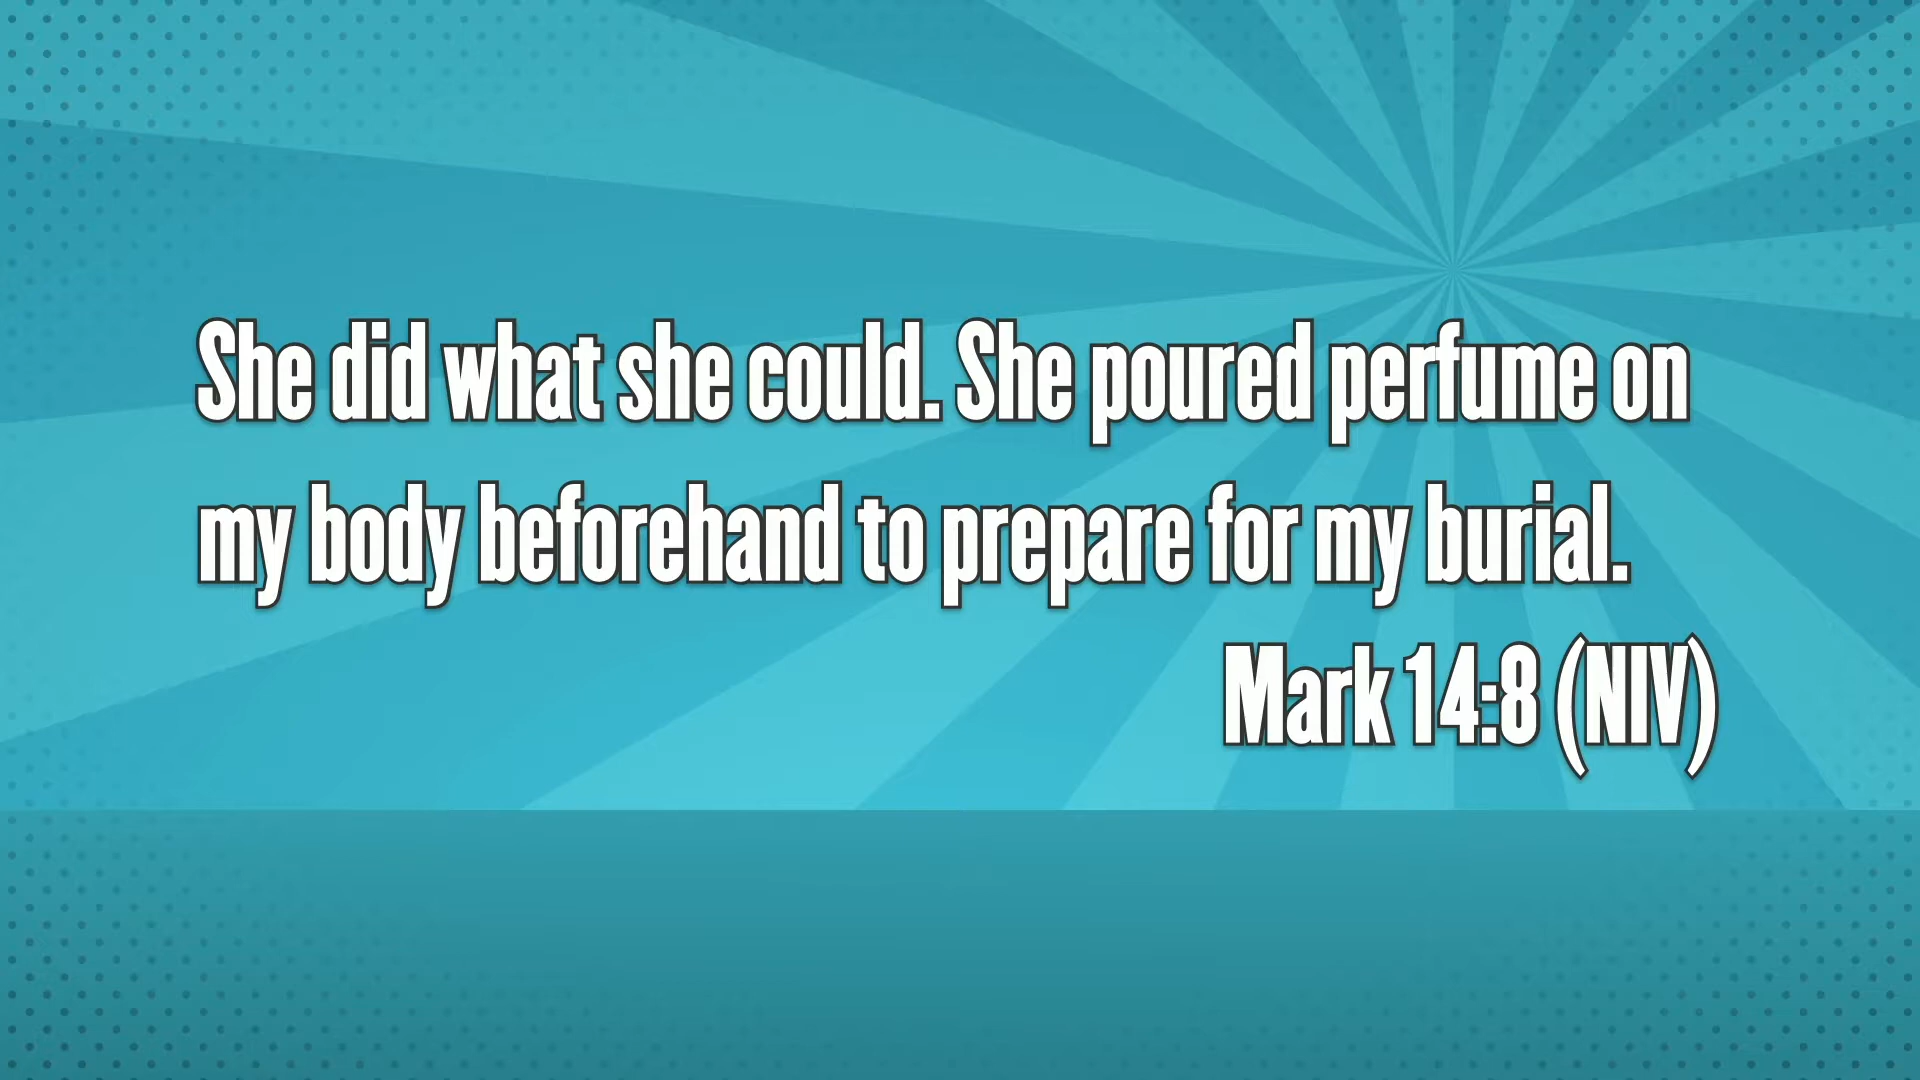 She did what she could. She poured perfume on
my body beforehand to prepare for my burial.
Mark 14:8 (NIV)